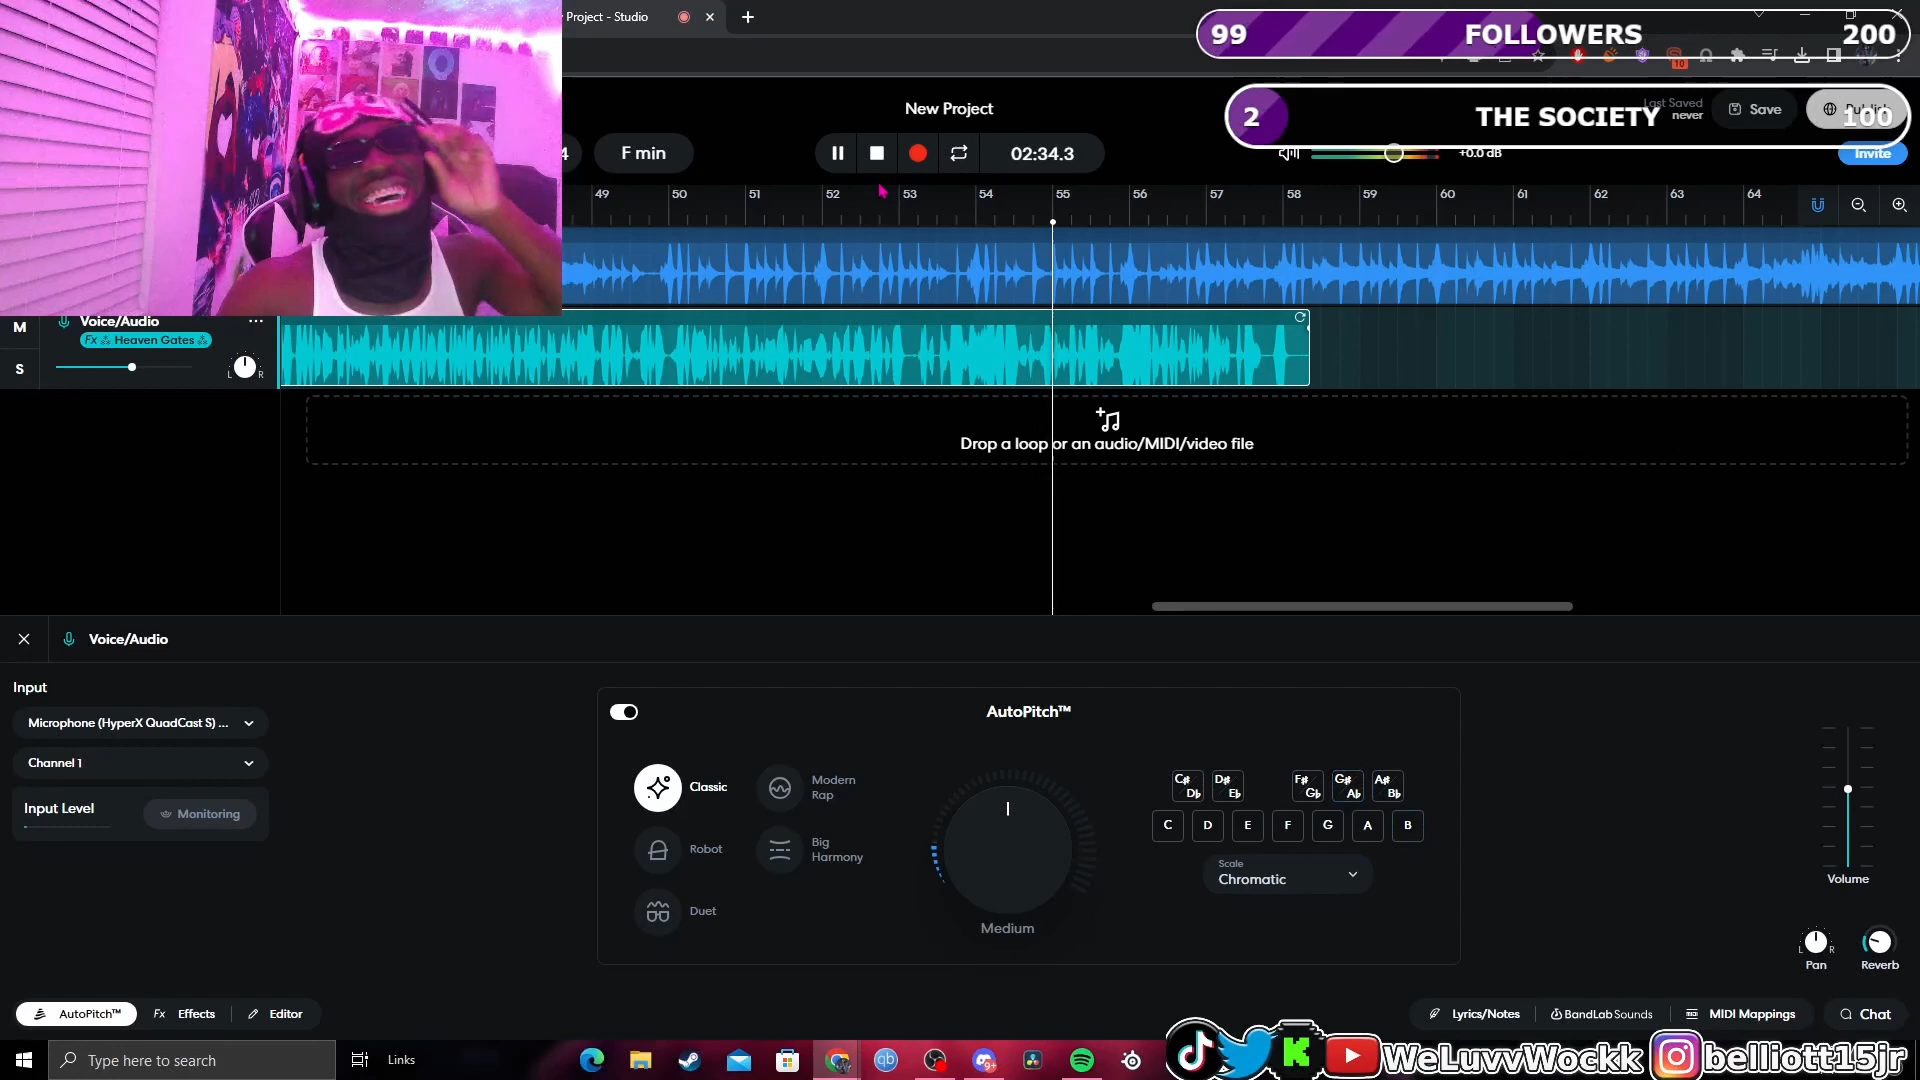 Project - Studio
99 FOLLOWERS 200
New Project
2 THE SOCIETY 100
Last Saved
never
Save
4
F min
02:34.3
+0.0 dB
Invite
49 50 51 52 53 54 55 56 57 58 59 60 61 62 63 64
M
Voice/Audio
Fx Heaven Gates
S
L R
Drop a loop or an audio/MIDI/video file
Voice/Audio
Input
Microphone (HyperX QuadCast S) ...
Channel 1
Input Level
Monitoring
AutoPitch™
Classic
Modern
Rap
Robot
Big
Harmony
Duet
Medium
C# Db D# Eb F# Gb G# Ab A# Bb
C D E F G A B
Scale
Chromatic
Volume
L R
Pan
Reverb
AutoPitch™
Fx Effects
Editor
Lyrics/Notes
BandLab Sounds
MIDI Mappings
Chat
Type here to search
Links
qb
9+
WeLuvvWockk
belliott15jr